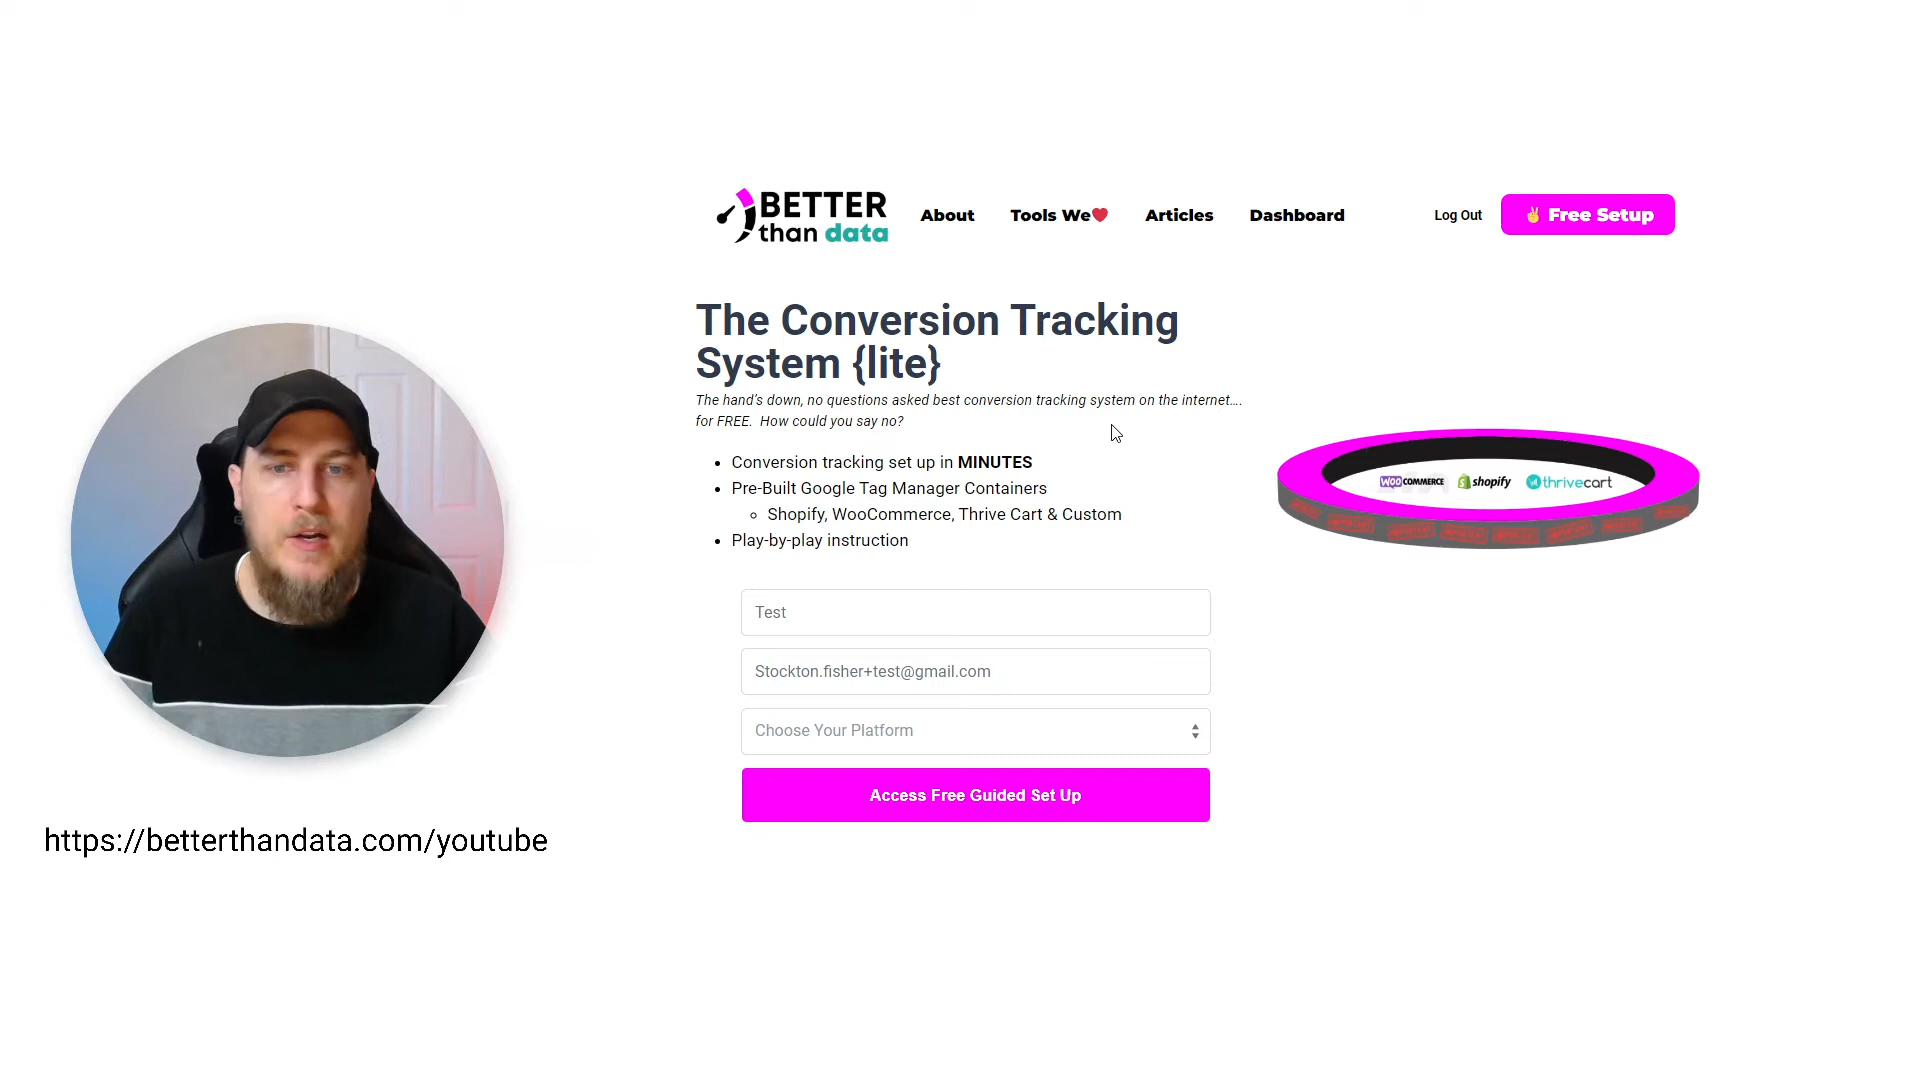 BETTER
than data
About
Tools We❤
Articles
Dashboard
Log Out
✌ Free Setup
The Conversion Tracking
System {lite}
The hand's down, no questions asked best conversion tracking system on the internet....
for FREE.  How could you say no?
• Conversion tracking set up in MINUTES
• Pre-Built Google Tag Manager Containers
◦ Shopify, WooCommerce, Thrive Cart & Custom
• Play-by-play instruction
WOOCOMMERCE
shopify
thrivecart
Test
Stockton.fisher+test@gmail.com
Choose Your Platform
Access Free Guided Set Up
https://betterthandata.com/youtube